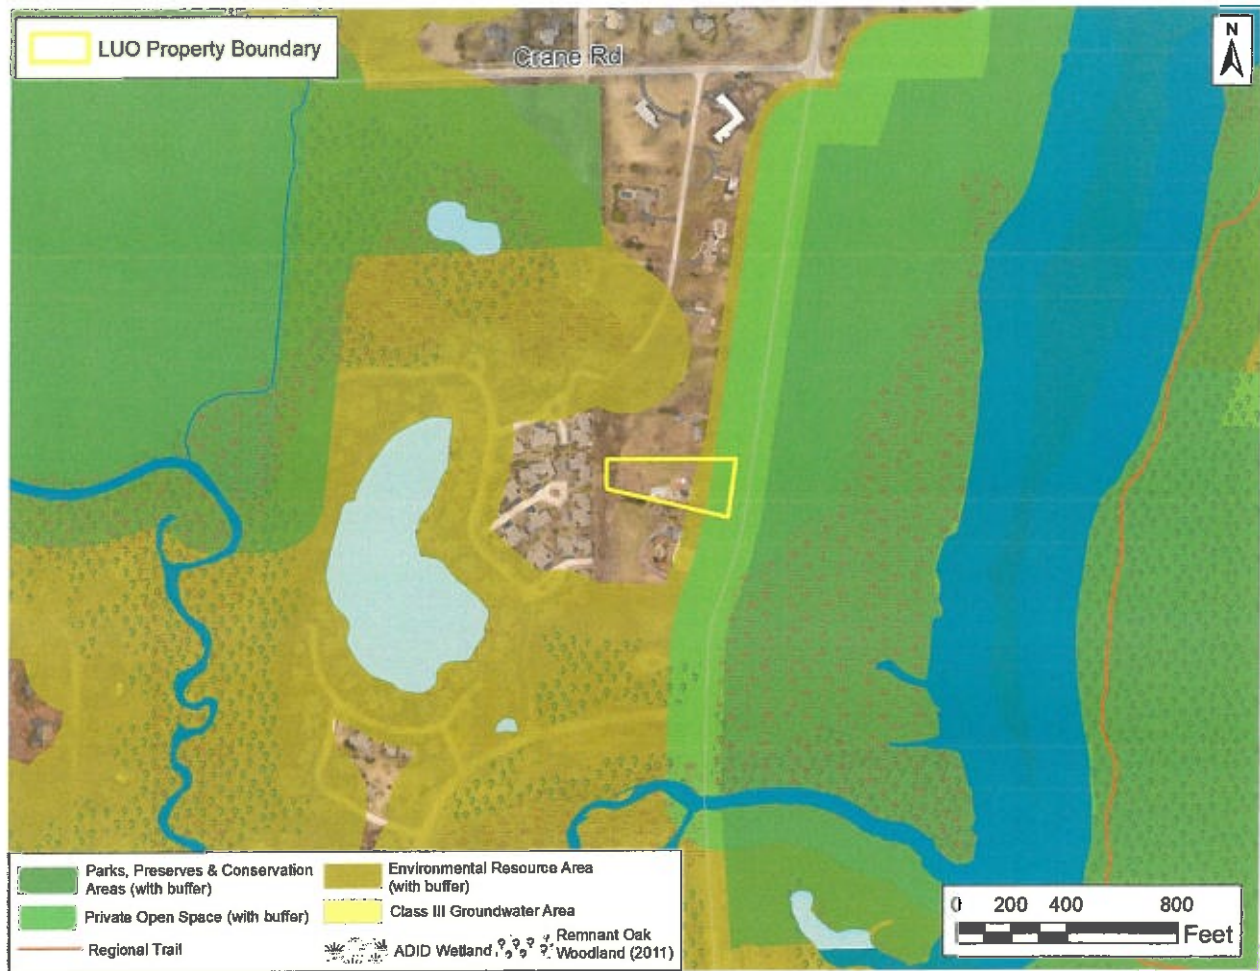 LUO Property Boundary
Crane Rd
N
Parks, Preserves & Conservation
Areas (with buffer)
Private Open Space (with buffer)
Regional Trail
Environmental Resource Area
(with buffer)
Class III Groundwater Area
ADID Wetland
Remnant Oak
Woodland (2011)
0 200 400 800
Feet